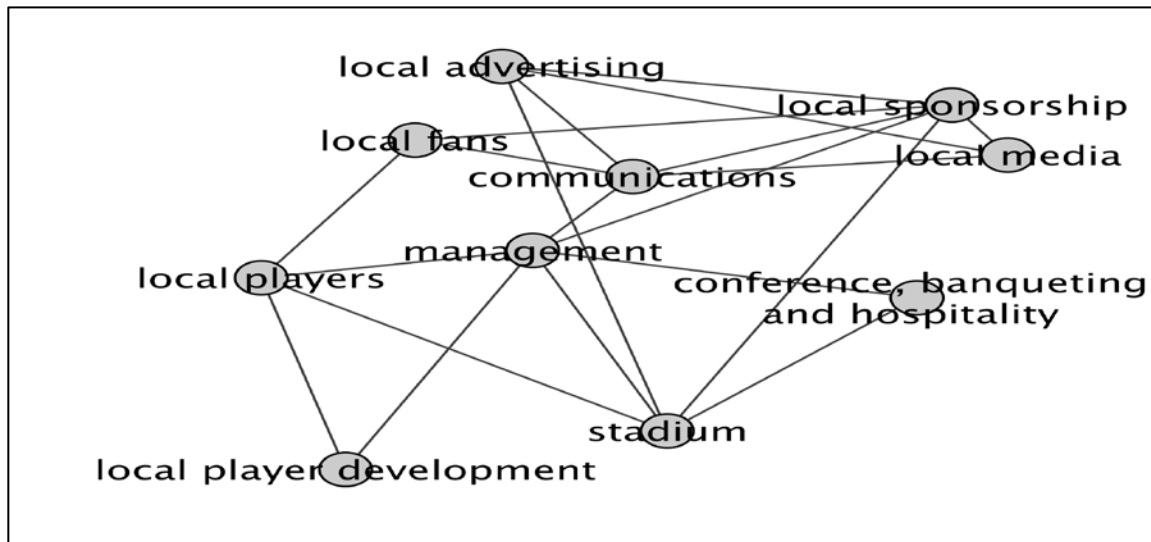 local advertising
local sponsorship
local fans
local media
communications
management
local players
conference, banqueting
and hospitality
stadium
local player development